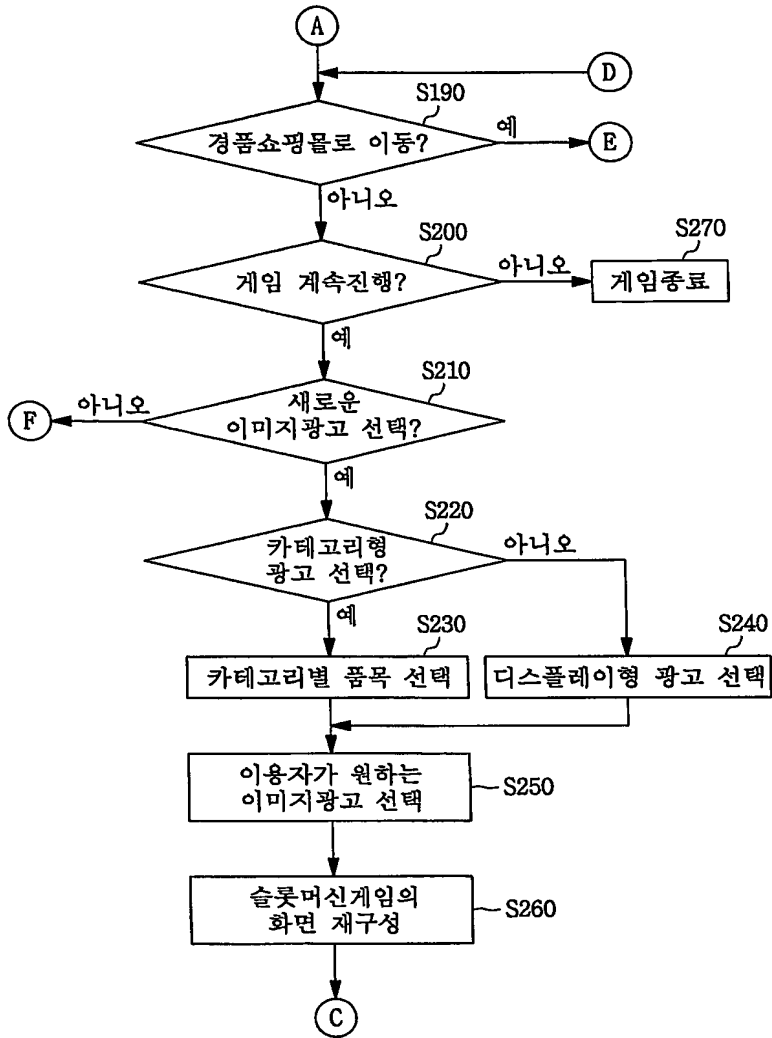 A
D
S190
경품쇼핑몰로 이동?
예
E
아니오
S200
게임 계속진행?
아니오
S270
게임종료
예
S210
새로운
이미지광고 선택?
아니오
F
예
S220
카테고리형
광고 선택?
아니오
예
S230
카테고리별 품목 선택
S240
디스플레이형 광고 선택
이용자가 원하는
이미지광고 선택
S250
슬롯머신게임의
화면 재구성
S260
C